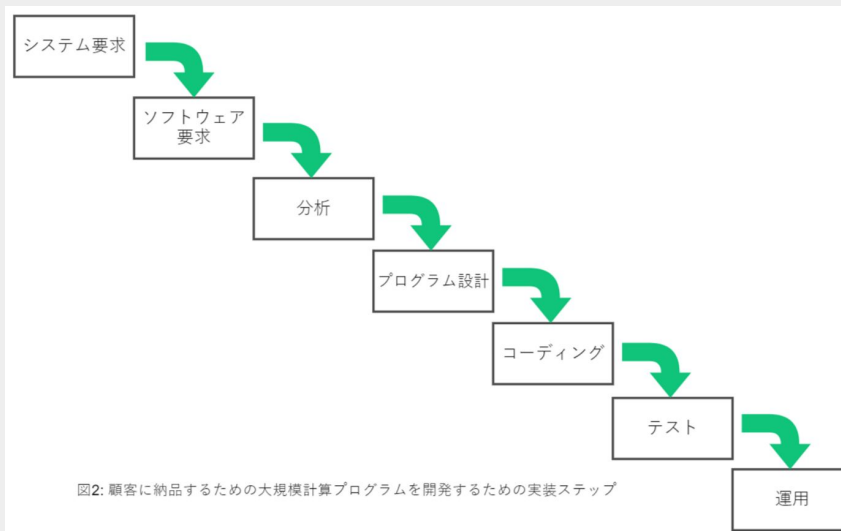 システム要求
ソフトウェア
要求
分析
プログラム設計
コーディング
テスト
運用
図2: 顧客に納品するための大規模計算プログラムを開発するための実装ステップ